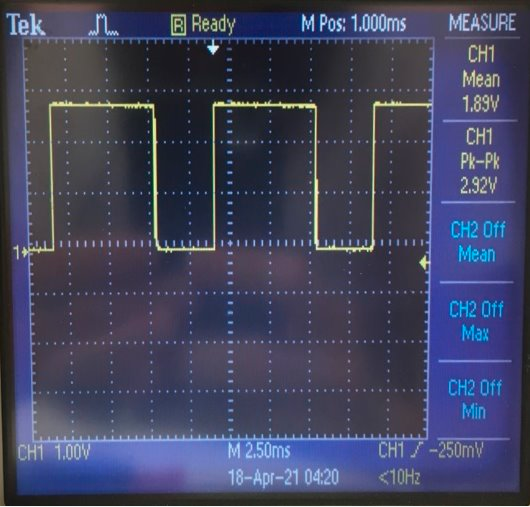 Tek R Ready M Pos: 1.000ms MEASURE
CH1
Mean
1.89V
CH1
Pk-Pk
2.92V
CH2 Off
Mean
CH2 Off
Max
CH2 Off
Min
1
CH1 1.00V M 2.50ms CH1 -250mV
18-Apr-21 04:20 <10Hz